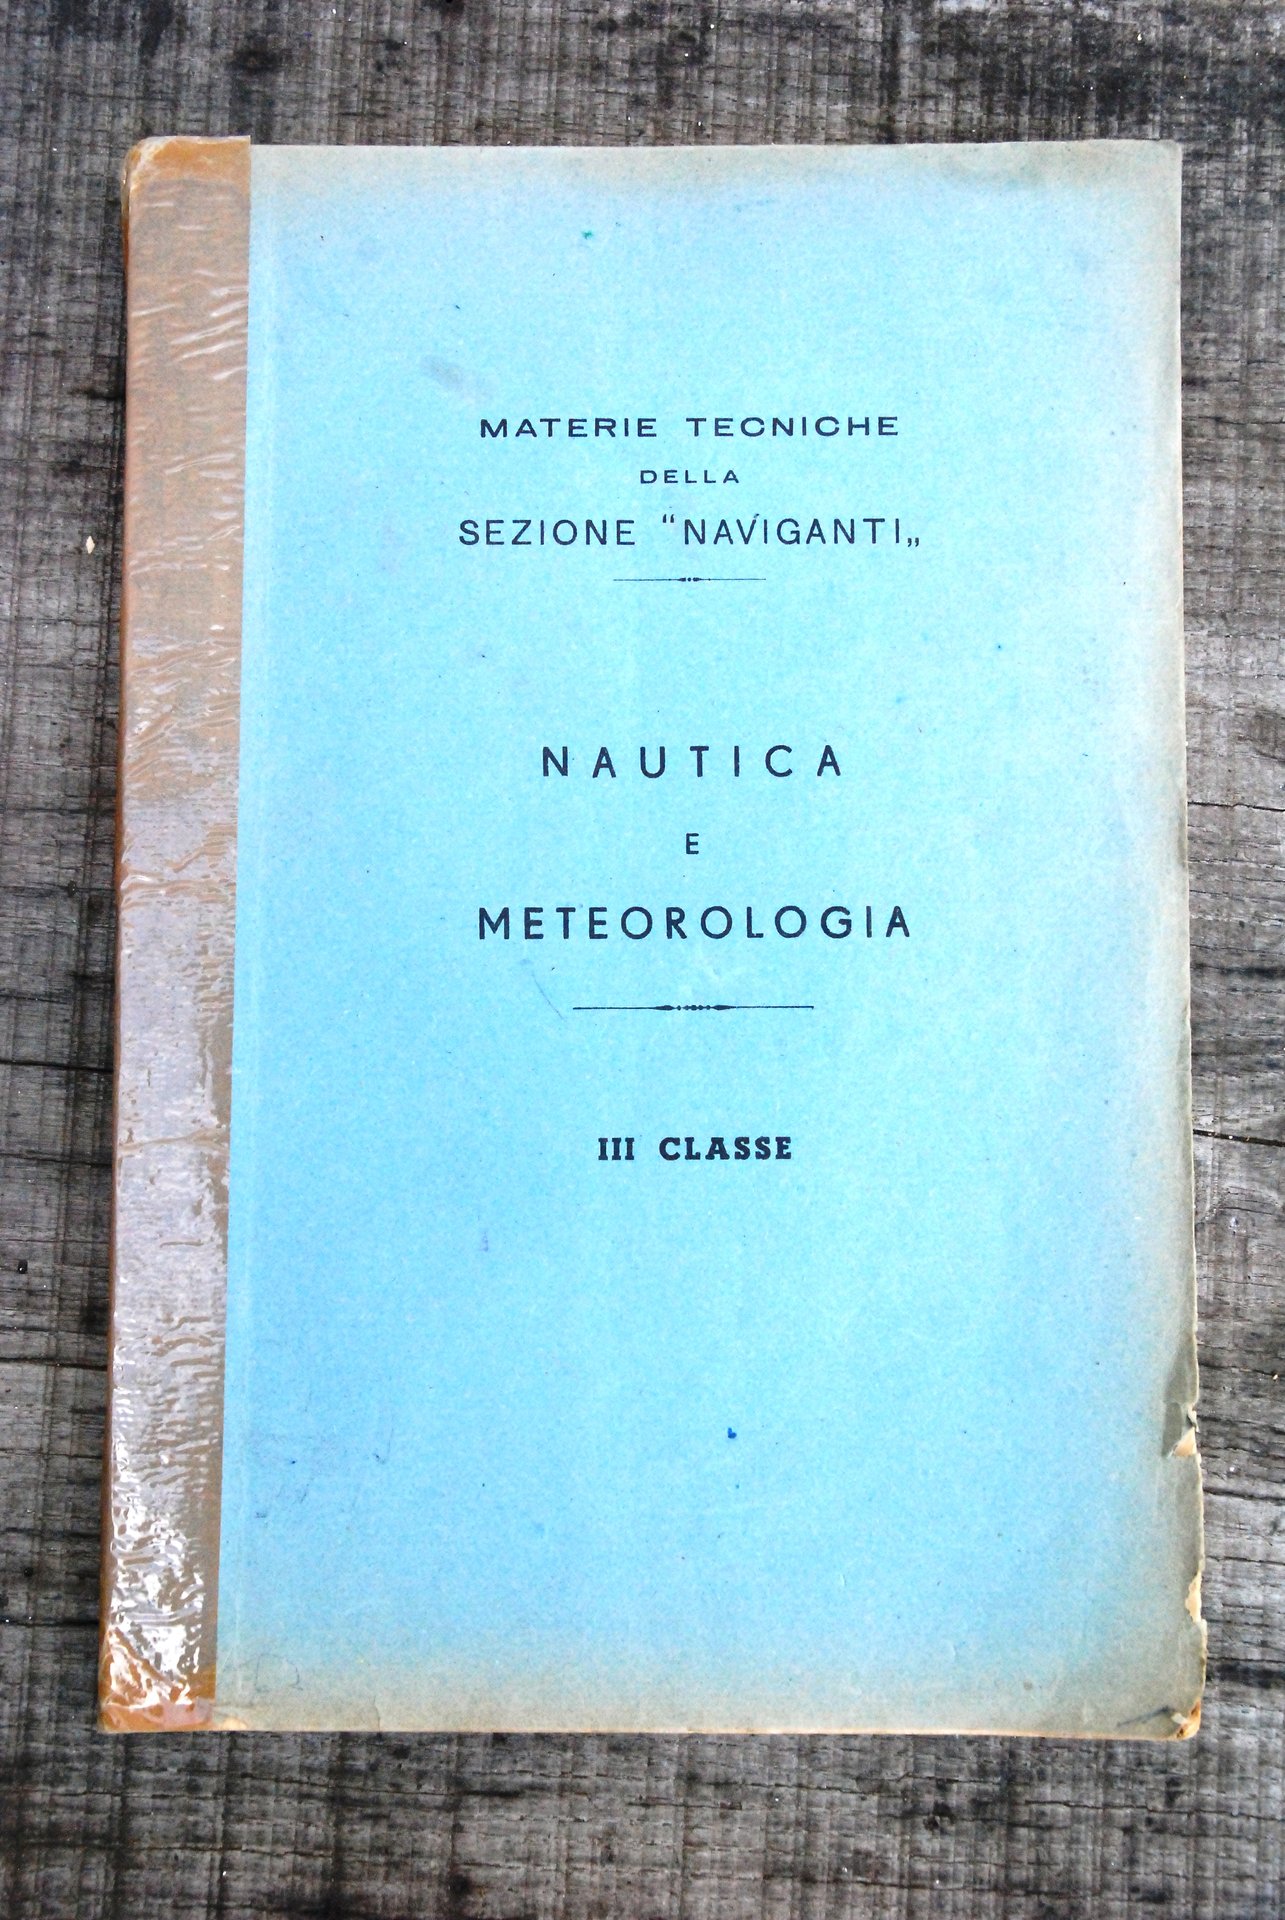 MATERIE TECNICHE
DELLA
SEZIONE “NAVIGANTI„
NAUTICA
E
METEOROLOGIA
III CLASSE